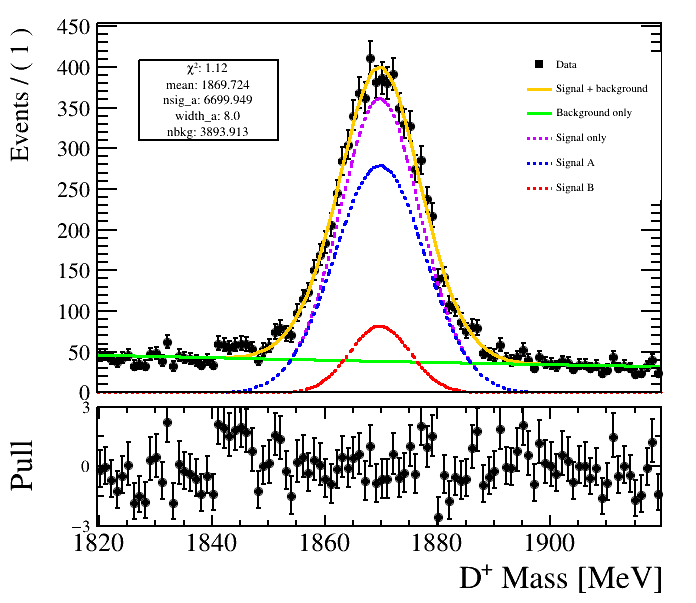 Events / ( 1 )
450
400
350
300
250
200
150
100
50
0
χ²: 1.12
mean: 1869.724
nsig_a: 6699.949
width_a: 8.0
nbkg: 3893.913
Data
Signal + background
Background only
Signal only
Signal A
Signal B
Pull
3
0
−3
1820 1840 1860 1880 1900
D⁺ Mass [MeV]